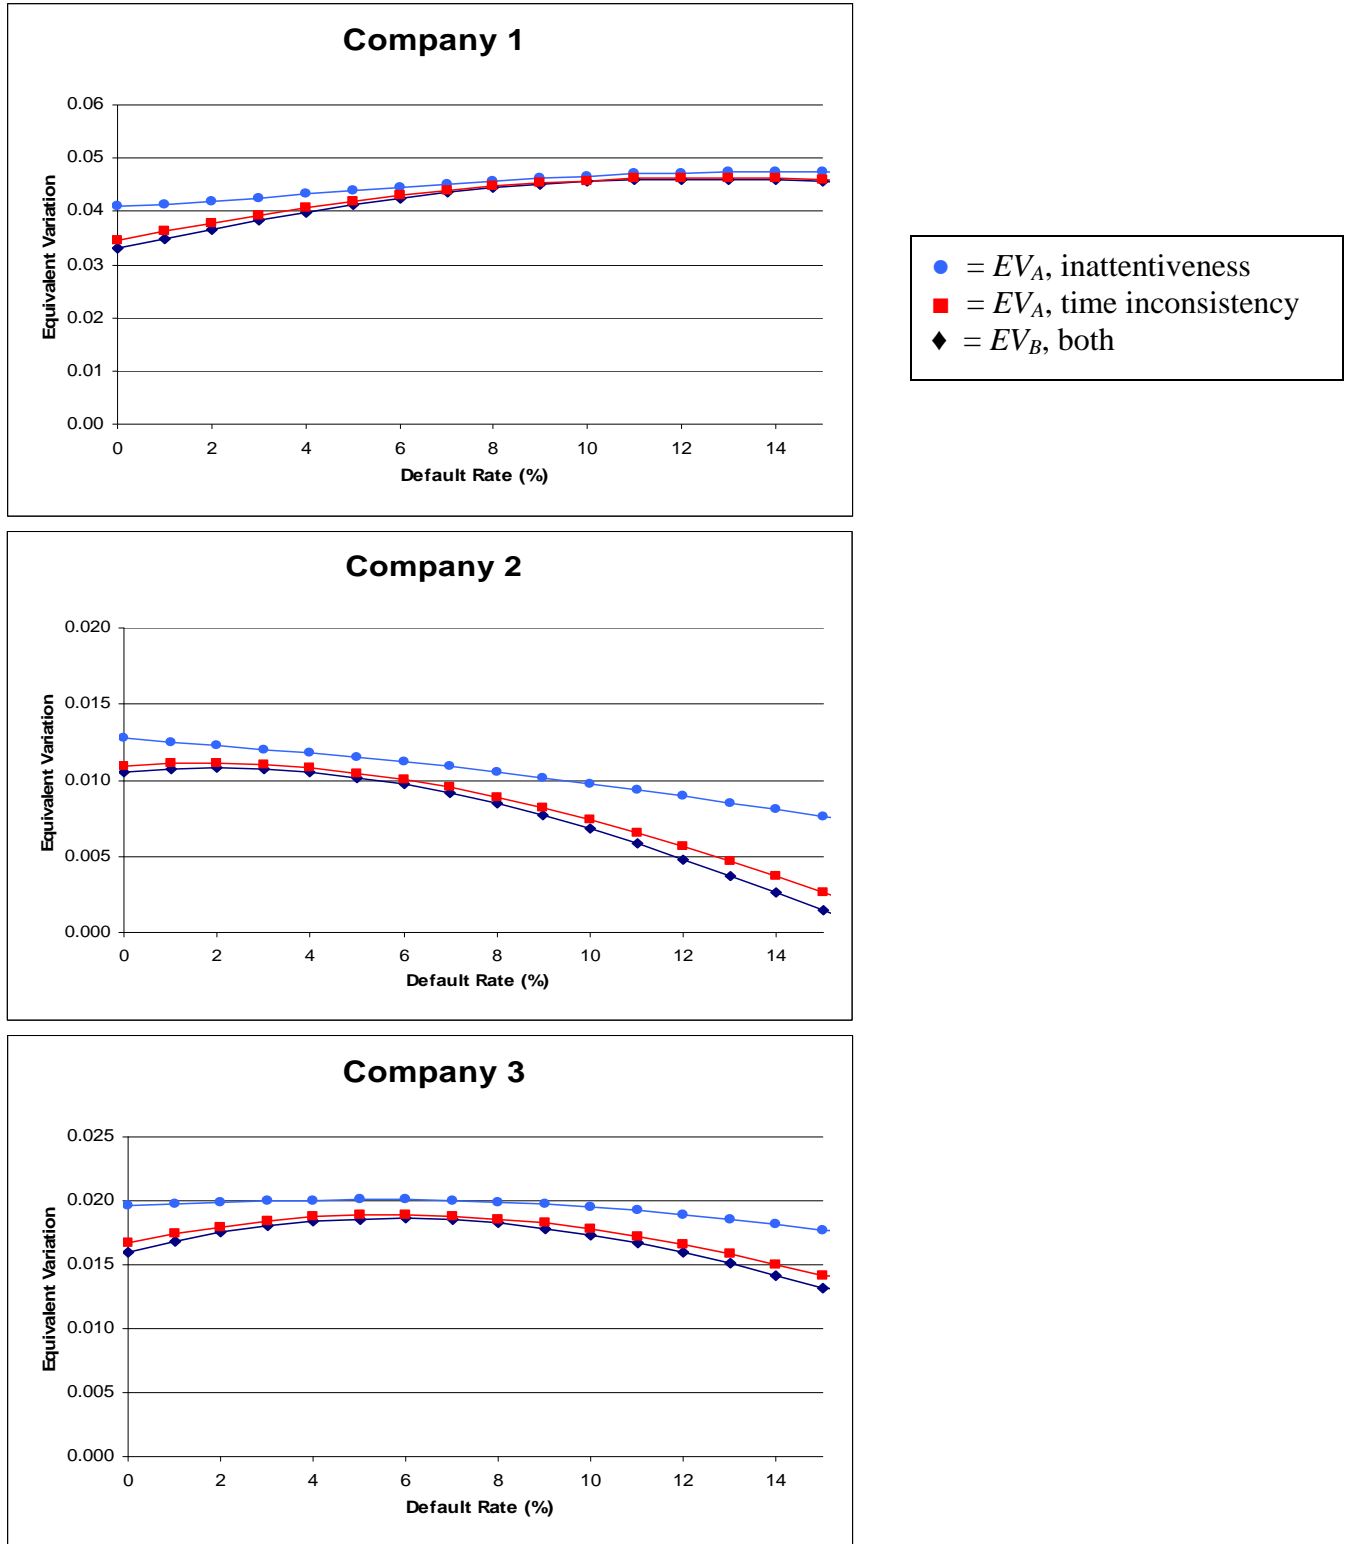 Company 1
0.06
0.05
0.04
0.03
0.02
0.01
0.00
Equivalent Variation
0 2 4 6 8 10 12 14
Default Rate (%)
● = EV_A, inattentiveness
■ = EV_A, time inconsistency
♦ = EV_B, both
Company 2
0.020
0.015
0.010
0.005
0.000
Equivalent Variation
0 2 4 6 8 10 12 14
Default Rate (%)
Company 3
0.025
0.020
0.015
0.010
0.005
0.000
Equivalent Variation
0 2 4 6 8 10 12 14
Default Rate (%)